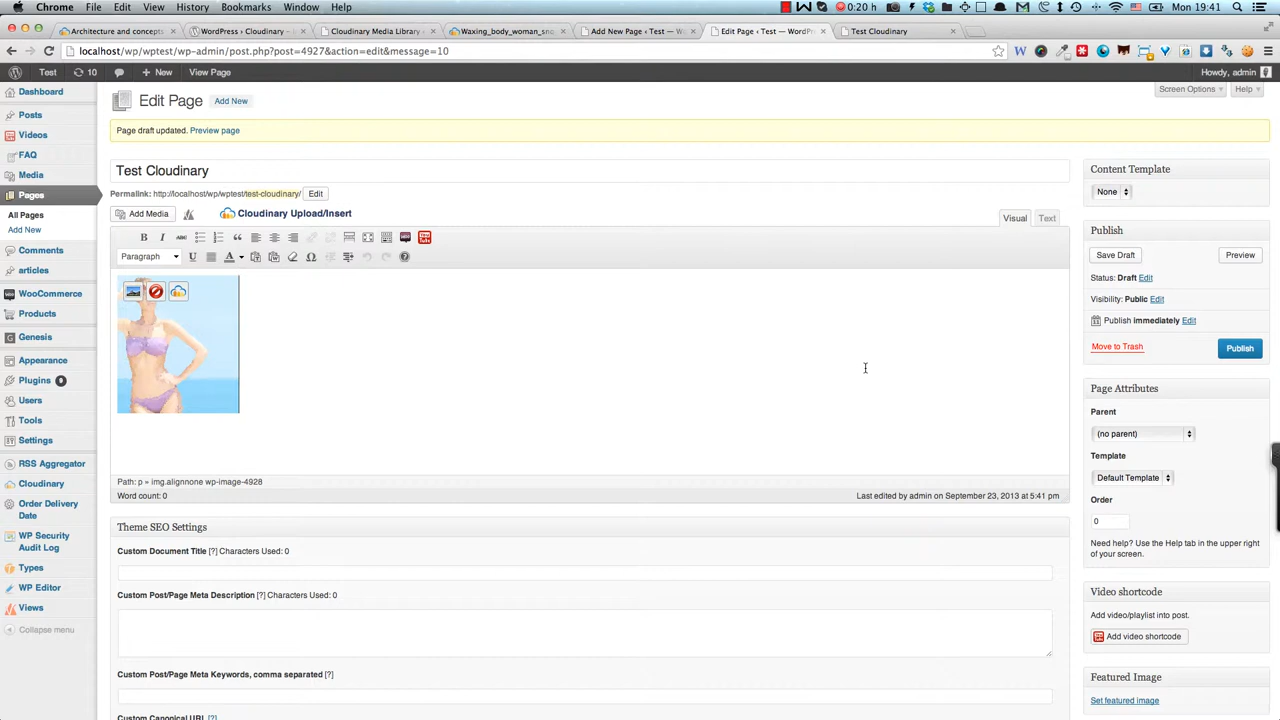 Chrome File Edit View History Bookmarks Window Help 0:20 h Mon 19:41
Architecture and concepts
WordPress › Cloudinary –
Cloudinary Media Library
Waxing_body_woman_sno
Add New Page ‹ Test — W
Edit Page ‹ Test — WordPr
Test Cloudinary
localhost/wp/wptest/wp-admin/post.php?post=4927&action=edit&message=10
Test 10 New View Page Howdy, admin
Dashboard
Posts
Videos
FAQ
Media
Pages
All Pages
Add New
Comments
articles
WooCommerce
Products
Genesis
Appearance
Plugins 9
Users
Tools
Settings
RSS Aggregator
Cloudinary
Order Delivery
Date
WP Security
Audit Log
Types
WP Editor
Views
Collapse menu
Screen Options Help
Edit Page Add New
Page draft updated. Preview page
Test Cloudinary
Permalink: http://localhost/wp/wptest/test-cloudinary/ Edit
Add Media Cloudinary Upload/Insert
Visual Text
B I ABC
You
Tube
Paragraph U A
Path: p » img.alignnone wp-image-4928
Word count: 0 Last edited by admin on September 23, 2013 at 5:41 pm
Theme SEO Settings
Custom Document Title [?] Characters Used: 0
Custom Post/Page Meta Description [?] Characters Used: 0
Custom Post/Page Meta Keywords, comma separated [?]
Custom Canonical URL [?]
Content Template
None
Publish
Save Draft Preview
Status: Draft Edit
Visibility: Public Edit
Publish immediately Edit
Move to Trash Publish
Page Attributes
Parent
(no parent)
Template
Default Template
Order
0
Need help? Use the Help tab in the upper right
of your screen.
Video shortcode
Add video/playlist into post.
Add video shortcode
Featured Image
Set featured image